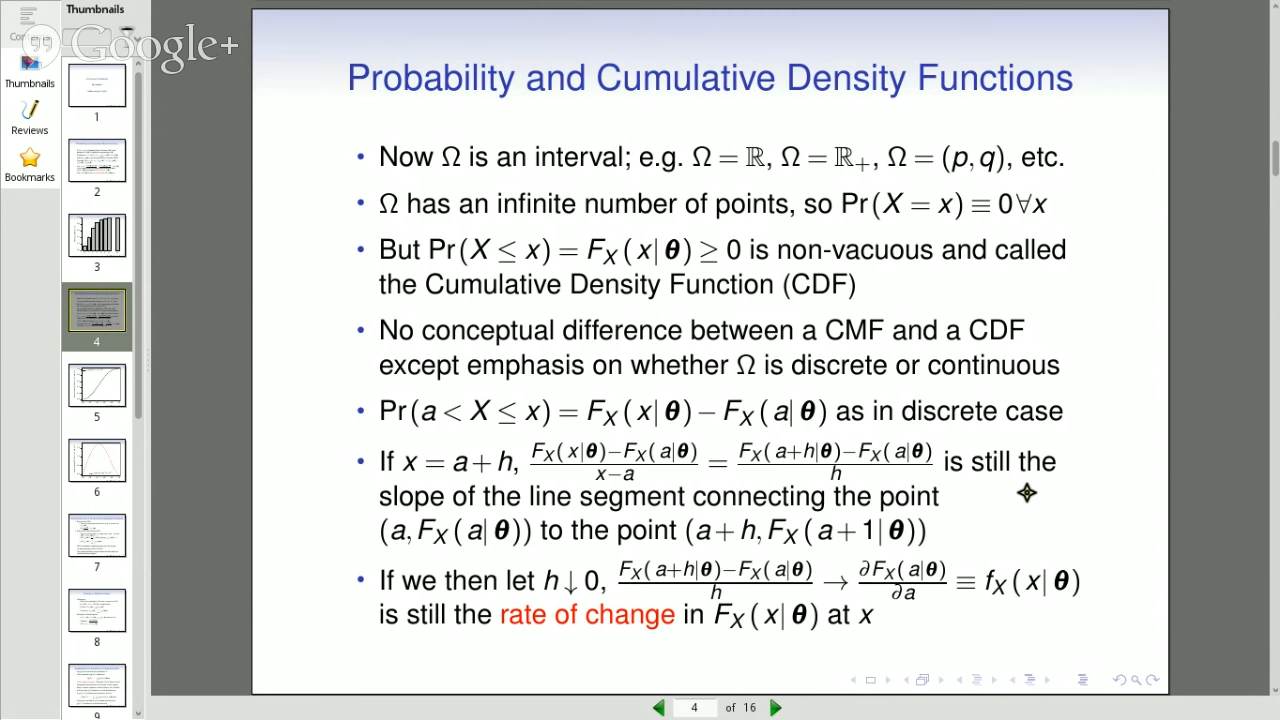 Thumbnails
Google+
Thumbnails
Reviews
Bookmarks
1
2
3
4
5
6
7
8
9
Probability and Cumulative Density Functions
• Now Ω is an interval; e.g. Ω = ℝ, Ω = ℝ₊, Ω = (p, q), etc.
• Ω has an infinite number of points, so Pr(X = x) ≡ 0 ∀x
• But Pr(X ≤ x) = F_X(x|θ) ≥ 0 is non-vacuous and called
the Cumulative Density Function (CDF)
• No conceptual difference between a CMF and a CDF
except emphasis on whether Ω is discrete or continuous
• Pr(a < X ≤ x) = F_X(x|θ) − F_X(a|θ) as in discrete case
• If x = a + h, (F_X(x|θ)−F_X(a|θ))/(x−a) = (F_X(a+h|θ)−F_X(a|θ))/h is still the
slope of the line segment connecting the point
(a, F_X(a|θ)) to the point (a + h, F_X(a + 1|θ))
• If we then let h ↓ 0, (F_X(a+h|θ)−F_X(a|θ))/h → ∂F_X(a|θ)/∂a ≡ f_X(x|θ)
is still the rate of change in F_X(x|θ) at x
4 of 16